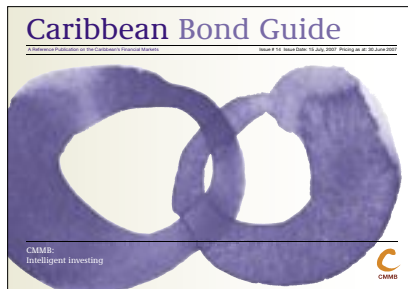 Caribbean Bond Guide
A Reference Publication on the Caribbean's Financial Markets
Issue # 14 Issue Date: 15 July, 2007 Pricing as at: 30 June 2007
CMMB:
Intelligent investing
CMMB